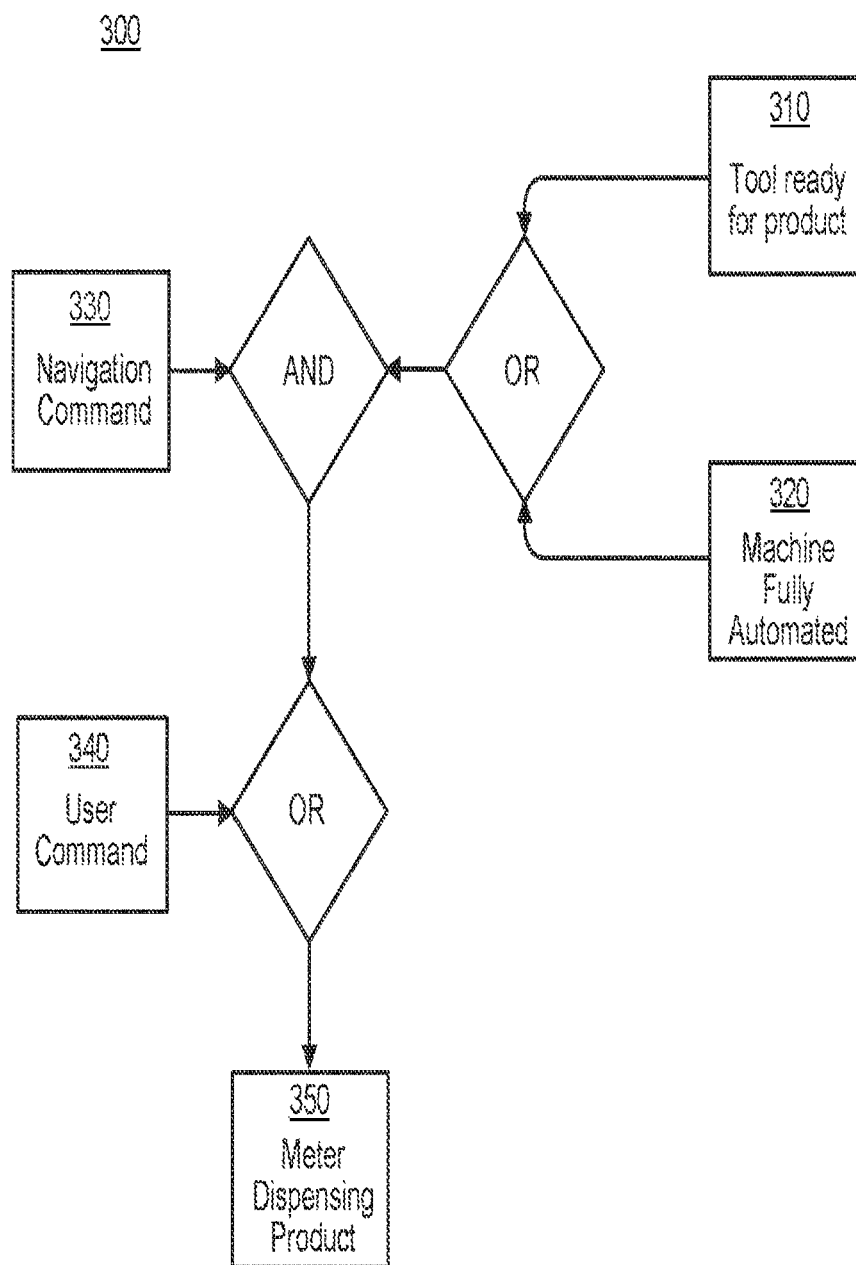 300
310
Tool ready
for product
330
Navigation
Command
AND
OR
320
Machine
Fully
Automated
340
User
Command
OR
350
Meter
Dispensing
Product